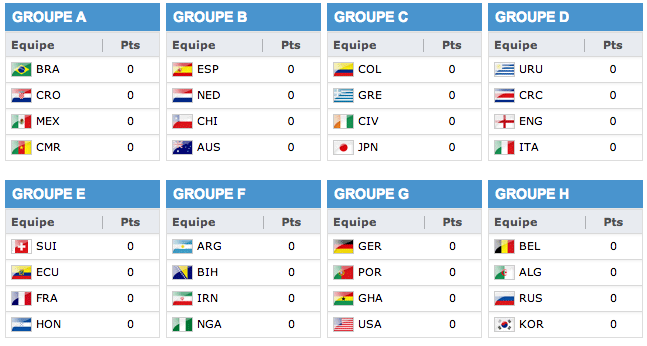 GROUPE A
Equipe Pts
BRA 0
CRO 0
MEX 0
CMR 0
GROUPE B
Equipe Pts
ESP 0
NED 0
CHI 0
AUS 0
GROUPE C
Equipe Pts
COL 0
GRE 0
CIV 0
JPN 0
GROUPE D
Equipe Pts
URU 0
CRC 0
ENG 0
ITA 0
GROUPE E
Equipe Pts
SUI 0
ECU 0
FRA 0
HON 0
GROUPE F
Equipe Pts
ARG 0
BIH 0
IRN 0
NGA 0
GROUPE G
Equipe Pts
GER 0
POR 0
GHA 0
USA 0
GROUPE H
Equipe Pts
BEL 0
ALG 0
RUS 0
KOR 0